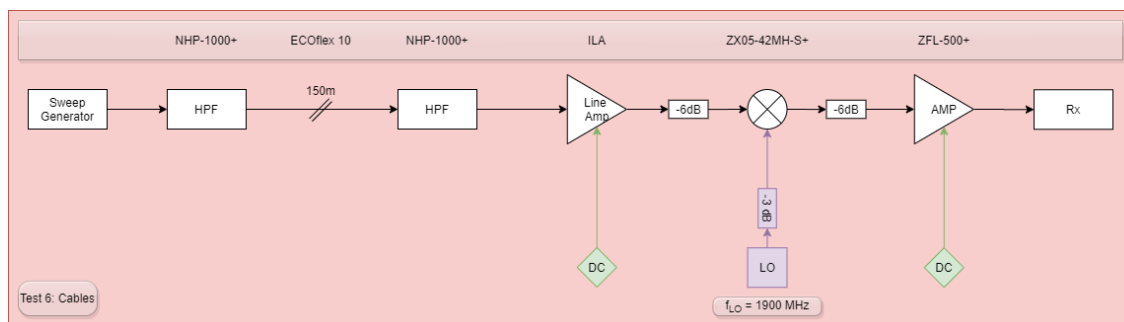 NHP-1000+ ECOflex 10 NHP-1000+ ILA ZX05-42MH-S+ ZFL-500+
150m
Sweep
Generator
HPF
HPF
Line
Amp
-6dB
-6dB
AMP
Rx
-3 dB
DC
LO
DC
Test 6: Cables
fLO = 1900 MHz